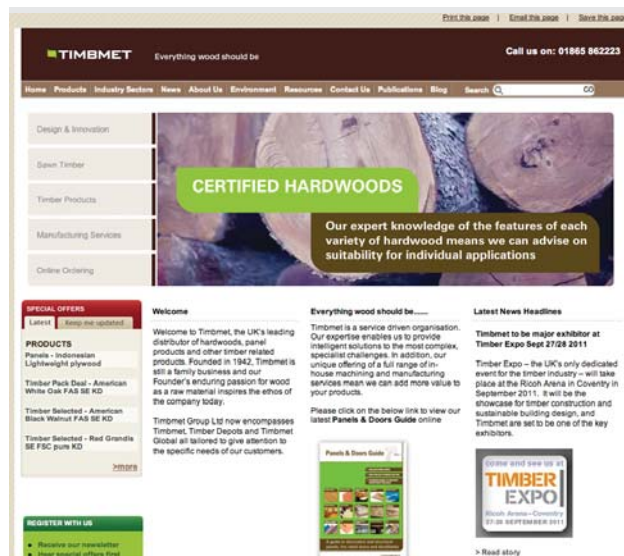 Print this page | Email this page | Save this page
TIMBMET
Everything wood should be
Call us on: 01865 862223
Home Products Industry Sectors News About Us Environment Resources Contact Us Publications Blog Search GO
Design & Innovation
Sawn Timber
Timber Products
Manufacturing Services
Online Ordering
CERTIFIED HARDWOODS
Our expert knowledge of the features of each
variety of hardwood means we can advise on
suitability for individual applications
SPECIAL OFFERS
Latest Keep me updated
PRODUCTS
Panels - Indonesian
Lightweight plywood
Timber Pack Deal - American
White Oak FAS SE KD
Timber Selected - American
Black Walnut FAS SE KD
Timber Selected - Red Grandis
SE FSC pure KD
>more
REGISTER WITH US
Receive our newsletter
Hear special offers first
Welcome
Welcome to Timbmet, the UK's leading
distributor of hardwoods, panel
products and other timber related
products. Founded in 1942, Timbmet is
still a family business and our
Founder's enduring passion for wood
as a raw material inspires the ethos of
the company today.
Timbmet Group Ltd now encompasses
Timbmet, Timber Depots and Timbmet
Global all tailored to give attention to
the specific needs of our customers.
Everything wood should be......
Timbmet is a service driven organisation.
Our expertise enables us to provide
intelligent solutions to the most complex,
specialist challenges. In addition, our
unique offering of a full range of in-
house machining and manufacturing
services mean we can add more value to
your products.
Please click on the below link to view our
latest Panels & Doors Guide online
Panels & Doors Guide
Latest News Headlines
Timbmet to be major exhibitor at
Timber Expo Sept 27/28 2011
Timber Expo – the UK's only dedicated
event for the timber industry – will take
place at the Ricoh Arena in Coventry in
September 2011. It will be the
showcase for timber construction and
sustainable building design, and
Timbmet are set to be one of the key
exhibitors.
come and see us at
TIMBER
EXPO
Ricoh Arena - Coventry
27-28 SEPTEMBER 2011
> Read story